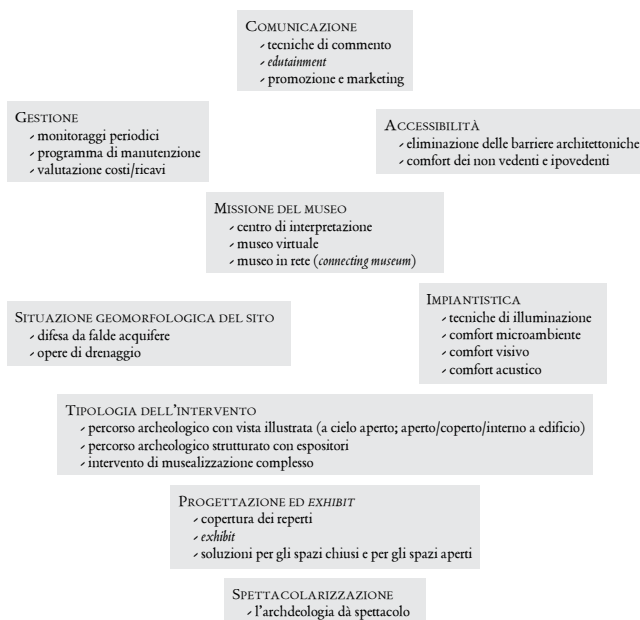 COMUNICAZIONE
tecniche di commento
edutainment
promozione e marketing
GESTIONE
monitoraggi periodici
programma di manutenzione
valutazione costi/ricavi
ACCESSIBILITÀ
eliminazione delle barriere architettoniche
comfort dei non vedenti e ipovedenti
MISSIONE DEL MUSEO
centro di interpretazione
museo virtuale
museo in rete (connecting museum)
SITUAZIONE GEOMORFOLOGICA DEL SITO
difesa da falde acquifere
opere di drenaggio
IMPIANTISTICA
tecniche di illuminazione
comfort microambiente
comfort visivo
comfort acustico
TIPOLOGIA DELL'INTERVENTO
percorso archeologico con vista illustrata (a cielo aperto; aperto/coperto/interno a edificio)
percorso archeologico strutturato con espositori
intervento di musealizzazione complesso
PROGETTAZIONE ED EXHIBIT
copertura dei reperti
exhibit
soluzioni per gli spazi chiusi e per gli spazi aperti
SPETTACOLARIZZAZIONE
l'archdeologia dà spettacolo